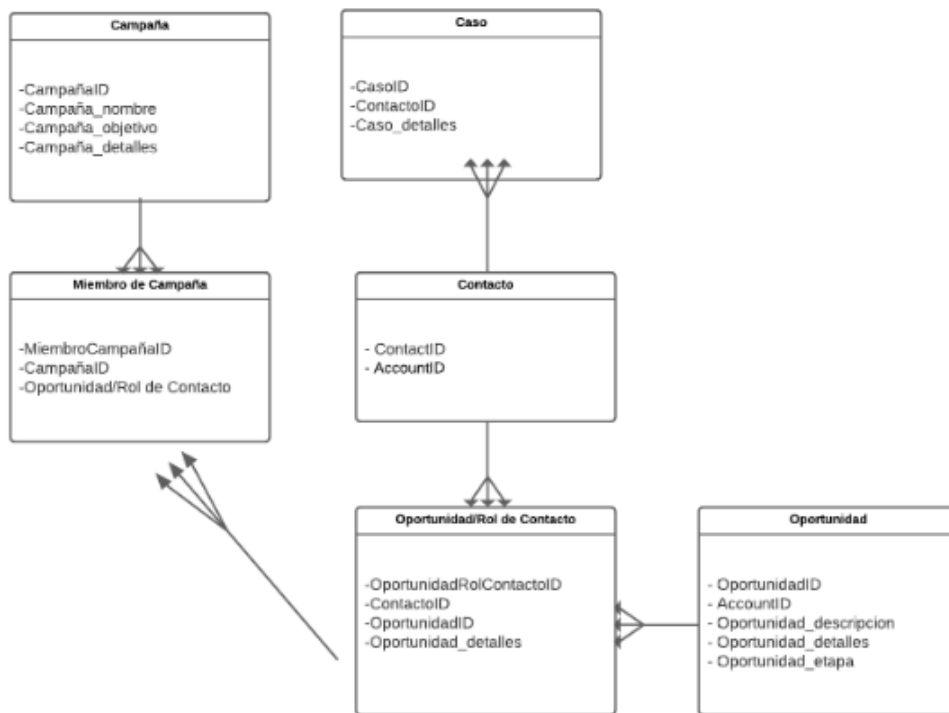 Campaña
-CampañaID
-Campaña_nombre
-Campaña_objetivo
-Campaña_detalles
Caso
-CasoID
-ContactoID
-Caso_detalles
Miembro de Campaña
-MiembroCampañaID
-CampañaID
-Oportunidad/Rol de Contacto
Contacto
- ContactID
- AccountID
Oportunidad/Rol de Contacto
-OportunidadRolContactoID
-ContactoID
-OportunidadID
-Oportunidad_detalles
Oportunidad
- OportunidadID
- AccountID
- Oportunidad_descripcion
- Oportunidad_detalles
- Oportunidad_etapa